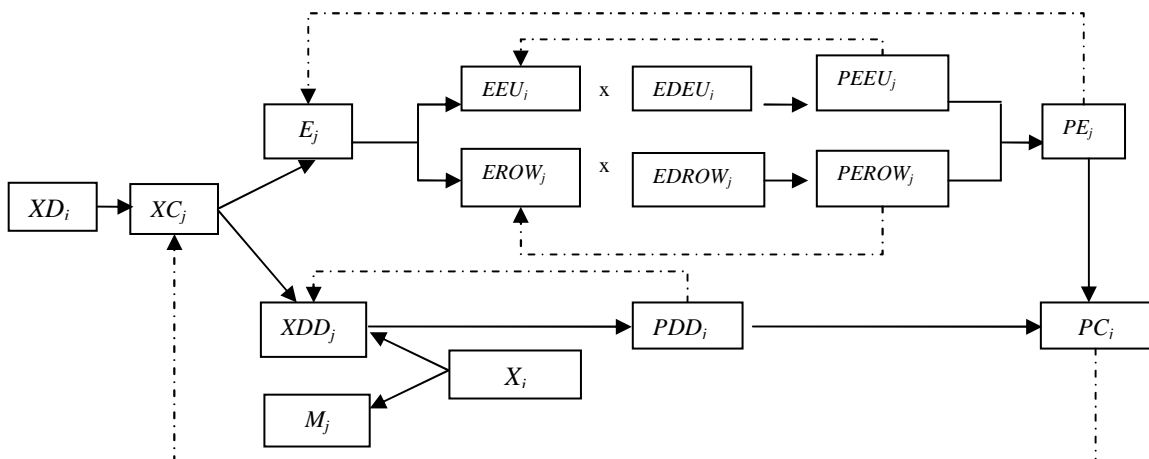 EEUi x EDEUi PEEUj
Ej PEj
EROWj x EDROWj PEROWj
XDi XCj
XDDj PDDi PCi
Xi
Mj